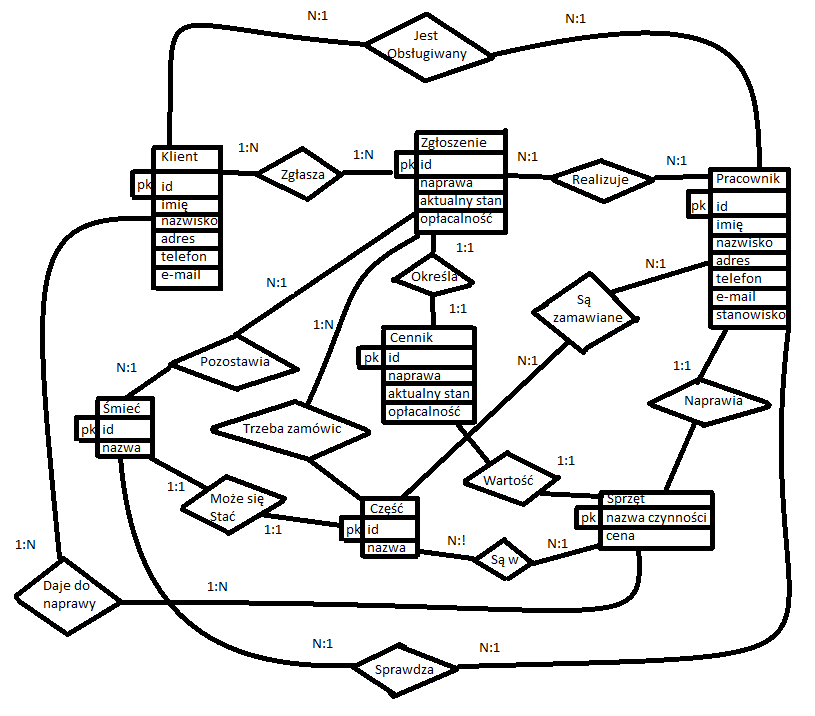 N:1
Jest
Obsługiwany
N:1
Klient
pk
id
imię
nazwisko
adres
telefon
e-mail
1:N
Zgłasza
1:N
Zgłoszenie
pk
id
naprawa
aktualny stan
opłacalność
N:1
Realizuje
N:1
Pracownik
pk
id
imię
nazwisko
adres
telefon
e-mail
stanowisko
1:1
Określa
1:1
N:1
Są
zamawiane
N:1
N:1
Pozostawia
N:1
1:N
Cennik
pk
id
naprawa
aktualny stan
opłacalność
1:1
Naprawia
Śmieć
pk
id
nazwa
Trzeba zamówic
1:1
Może się
Stać
1:1
Wartość
1:1
Część
pk
id
nazwa
Sprzęt
pk
nazwa czynności
cena
N:!
Są w
N:1
1:N
Daje do
naprawy
1:N
N:1
Sprawdza
N:1